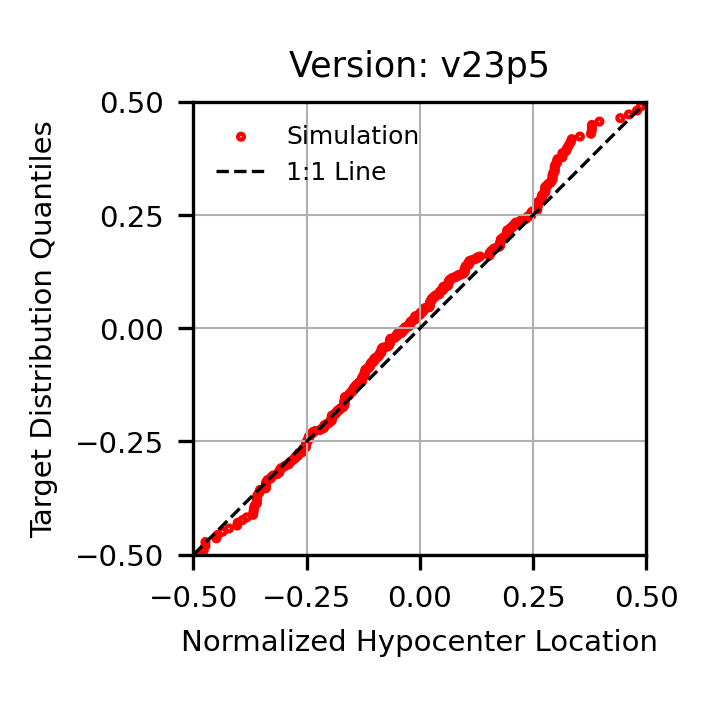 Version: v23p5
Simulation
1:1 Line
Target Distribution Quantiles
0.50
0.25
0.00
−0.25
−0.50
−0.50 −0.25 0.00 0.25 0.50
Normalized Hypocenter Location